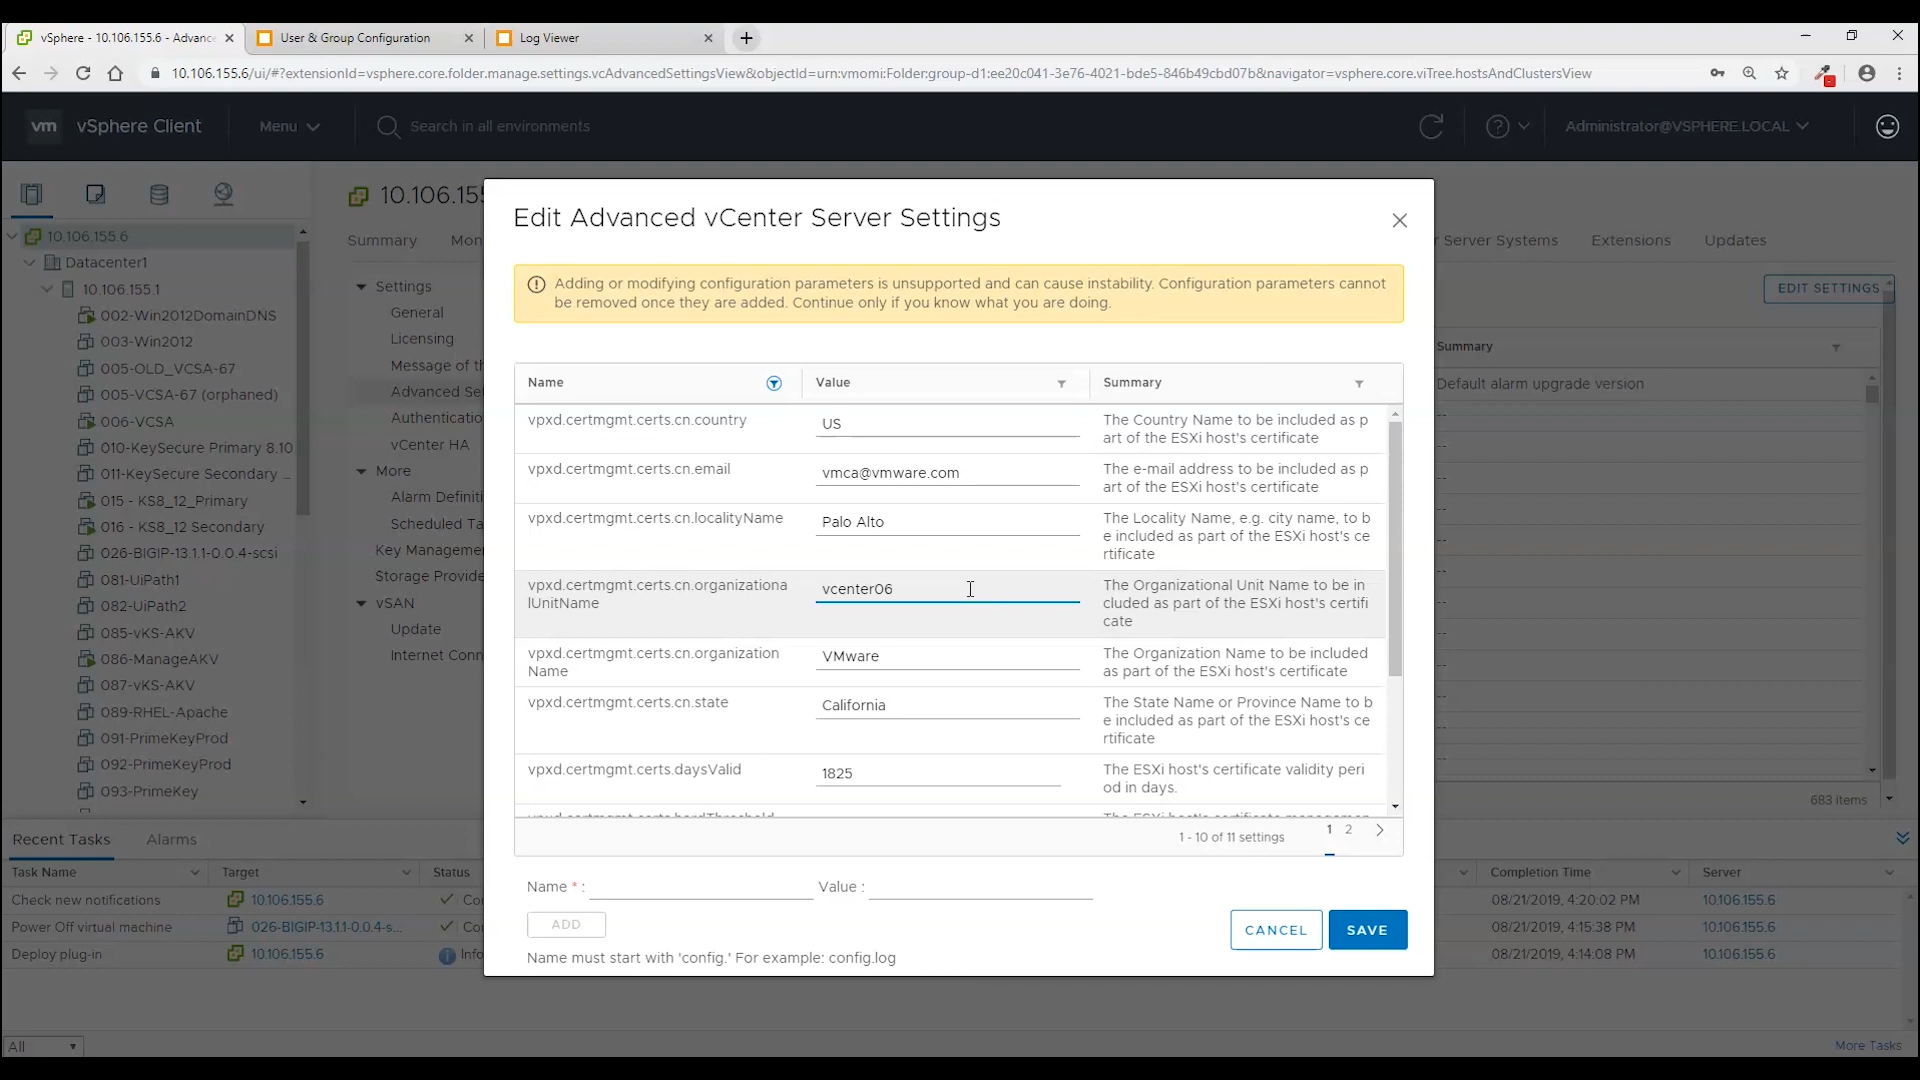 vSphere - 10.106.155.6 - Advanc
User & Group Configuration
Log Viewer
10.106.155.6/ui/#?extensionId=vsphere.core.folder.manage.settings.vcAdvancedSettingsView&objectId=urn:vmomi:Folder:group-d1:ee20c041-3e76-4021-bde5-846b49cbd07b&navigator=vsphere.core.viTree.hostsAndClustersView
vm vSphere Client
Menu
Search in all environments
Administrator@VSPHERE.LOCAL
10.106.155.6
Datacenter1
10.106.155.1
002-Win2012DomainDNS
003-Win2012
005-OLD_VCSA-67
005-VCSA-67 (orphaned)
006-VCSA
010-KeySecure Primary 8.10
011-KeySecure Secondary ...
015 - KS8_12_Primary
016 - KS8_12 Secondary
026-BIGIP-13.1.1-0.0.4-scsi
081-UiPath1
082-UiPath2
085-vKS-AKV
086-ManageAKV
087-vKS-AKV
089-RHEL-Apache
091-PrimeKeyProd
092-PrimeKeyProd
093-PrimeKey
10.106.15
Summary
Mon
r Server Systems
Extensions
Updates
Settings
General
Licensing
Message of th
Advanced Se
Authenticatio
vCenter HA
More
Alarm Definiti
Scheduled Ta
Key Manageme
Storage Provide
vSAN
Update
Internet Conn
EDIT SETTINGS
Summary
Default alarm upgrade version
--
--
--
--
--
--
--
--
--
--
--
--
683 items
Edit Advanced vCenter Server Settings
Adding or modifying configuration parameters is unsupported and can cause instability. Configuration parameters cannot
be removed once they are added. Continue only if you know what you are doing.
Name Value Summary
vpxd.certmgmt.certs.cn.country
US
The Country Name to be included as p
art of the ESXi host's certificate
vpxd.certmgmt.certs.cn.email
vmca@vmware.com
The e-mail address to be included as p
art of the ESXi host's certificate
vpxd.certmgmt.certs.cn.localityName
Palo Alto
The Locality Name, e.g. city name, to b
e included as part of the ESXi host's ce
rtificate
vpxd.certmgmt.certs.cn.organizationa
lUnitName
vcenter06
The Organizational Unit Name to be in
cluded as part of the ESXi host's certifi
cate
vpxd.certmgmt.certs.cn.organization
Name
VMware
The Organization Name to be included
as part of the ESXi host's certificate
vpxd.certmgmt.certs.cn.state
California
The State Name or Province Name to b
e included as part of the ESXi host's ce
rtificate
vpxd.certmgmt.certs.daysValid
1825
The ESXi host's certificate validity peri
od in days.
1 - 10 of 11 settings
1 2
Name * :
Value :
ADD
CANCEL
SAVE
Name must start with 'config.' For example: config.log
Recent Tasks
Alarms
Task Name Target Status Completion Time Server
Check new notifications 10.106.155.6 Co 08/21/2019, 4:20:02 PM 10.106.155.6
Power Off virtual machine 026-BIGIP-13.1.1-0.0.4-s... Co 08/21/2019, 4:15:38 PM 10.106.155.6
Deploy plug-in 10.106.155.6 Info 08/21/2019, 4:14:08 PM 10.106.155.6
All
More Tasks